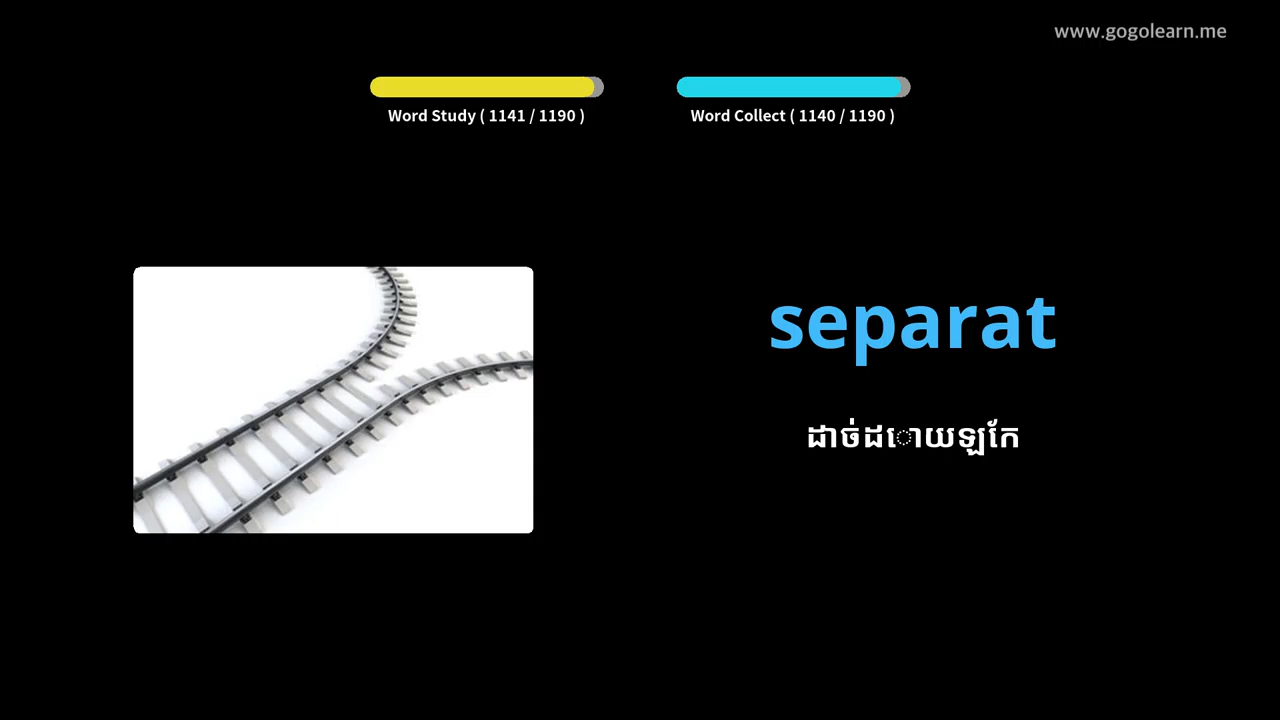 www.gogolearn.me
Word Study ( 1141 / 1190 )
Word Collect ( 1140 / 1190 )
separat
ដាច់ដោយឡកែ